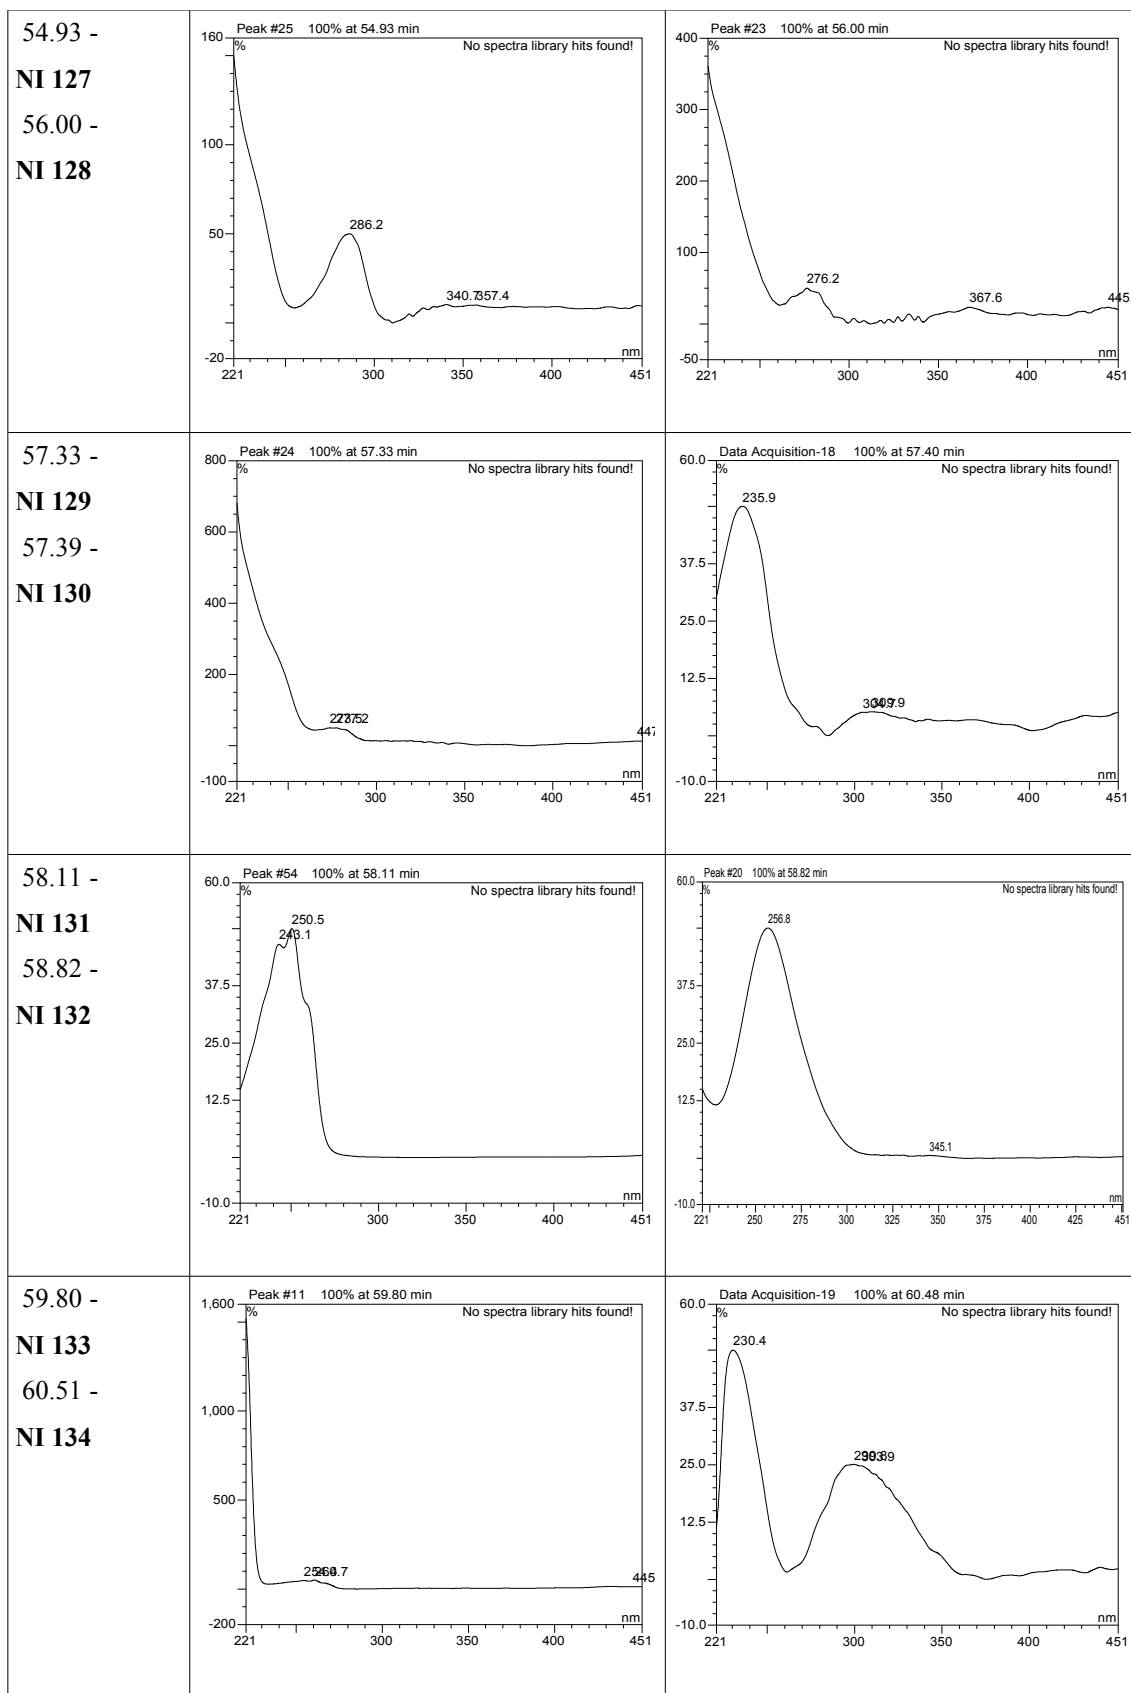 54.93 -
NI 127
56.00 -
NI 128
Peak #25 100% at 54.93 min
160
%
No spectra library hits found!
100
50
-20
286.2
340.7
357.4
nm
221 300 350 400 451
Peak #23 100% at 56.00 min
400
%
No spectra library hits found!
300
200
100
-50
276.2
367.6
445.
nm
221 300 350 400 451
57.33 -
NI 129
57.39 -
NI 130
Peak #24 100% at 57.33 min
800
%
No spectra library hits found!
600
400
200
-100
447
nm
221 300 350 400 451
Data Acquisition-18 100% at 57.40 min
60.0
%
No spectra library hits found!
235.9
37.5
25.0
12.5
-10.0
304.7
309.9
nm
221 300 350 400 451
58.11 -
NI 131
58.82 -
NI 132
Peak #54 100% at 58.11 min
60.0
%
No spectra library hits found!
250.5
243.1
37.5
25.0
12.5
-10.0
nm
221 300 350 400 451
Peak #20 100% at 58.82 min
60.0
%
No spectra library hits found!
256.8
37.5
25.0
12.5
-10.0
345.1
nm
221 250 275 300 325 350 375 400 425 451
59.80 -
NI 133
60.51 -
NI 134
Peak #11 100% at 59.80 min
1,600
%
No spectra library hits found!
1,000
500
-200
445
nm
221 300 350 400 451
Data Acquisition-19 100% at 60.48 min
60.0
%
No spectra library hits found!
230.4
37.5
25.0
12.5
-10.0
nm
221 300 350 400 451